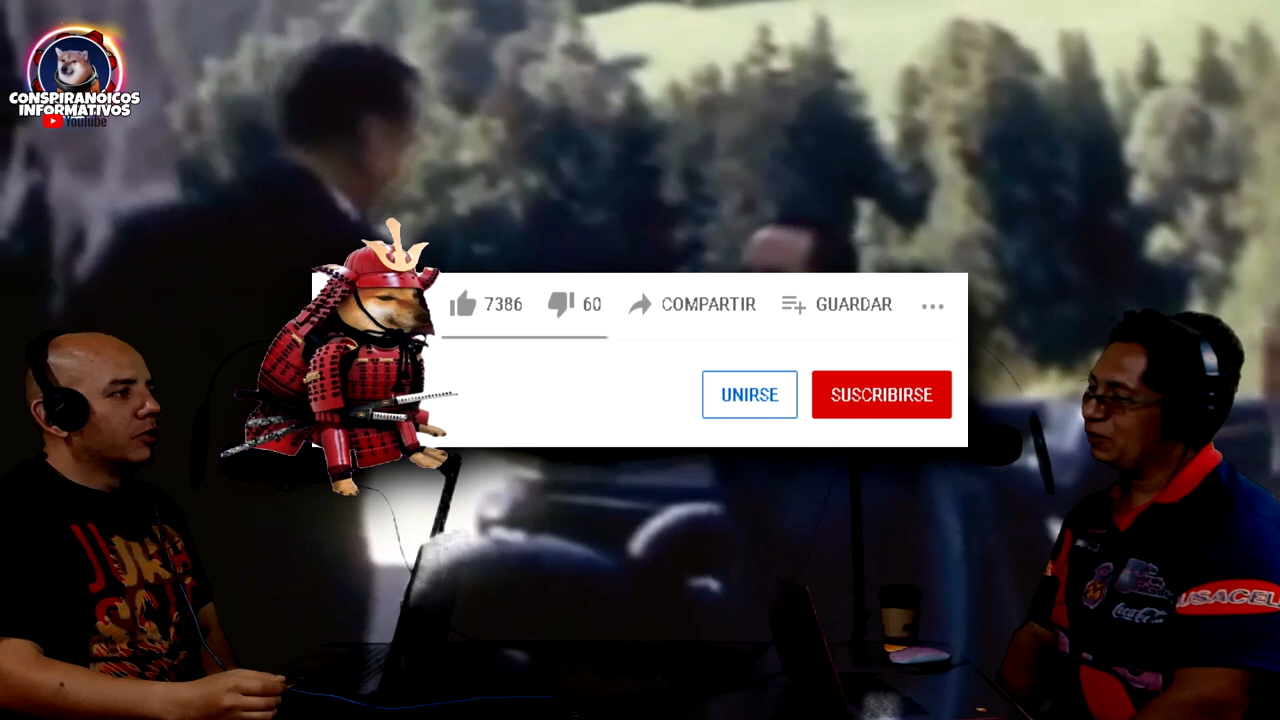 CONSPIRANÓICOS
INFORMATIVOS
YouTube
7386 60 COMPARTIR GUARDAR
UNIRSE SUSCRIBIRSE
Coca-Cola
USACEL